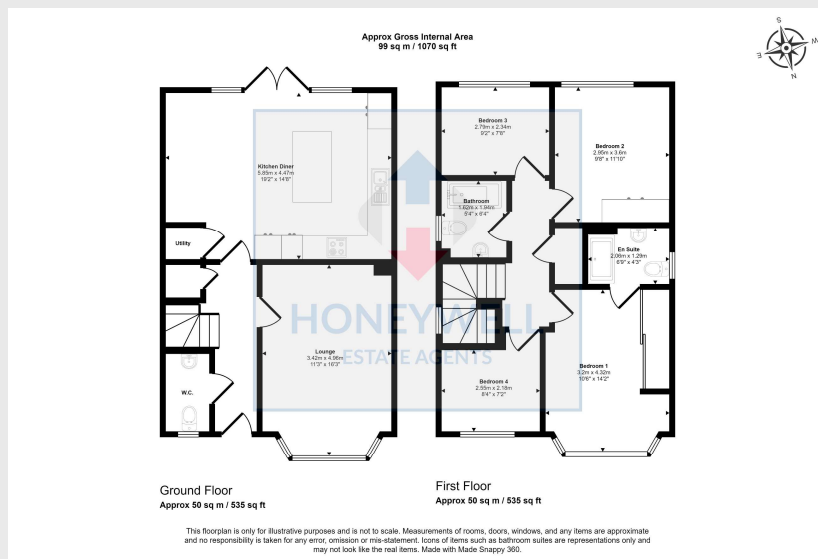 Approx Gross Internal Area
99 sq m / 1070 sq ft
S
E
W
N
Kitchen Diner
5.85m x 4.47m
19'2" x 14'8"
Utility
Lounge
3.42m x 4.96m
11'3" x 16'3"
W.C.
Bedroom 3
2.79m x 2.34m
9'2" x 7'8"
Bedroom 2
2.95m x 3.6m
9'8" x 11'10"
Bathroom
1.62m x 1.94m
5'4" x 6'4"
En Suite
2.06m x 1.29m
6'9" x 4'3"
Bedroom 1
3.2m x 4.32m
10'6" x 14'2"
Bedroom 4
2.55m x 2.18m
8'4" x 7'2"
HONEYWELL
ESTATE AGENTS
Ground Floor
Approx 50 sq m / 535 sq ft
First Floor
Approx 50 sq m / 535 sq ft
This floorplan is only for illustrative purposes and is not to scale. Measurements of rooms, doors, windows, and any items are approximate
and no responsibility is taken for any error, omission or mis-statement. Icons of items such as bathroom suites are representations only and
may not look like the real items. Made with Made Snappy 360.